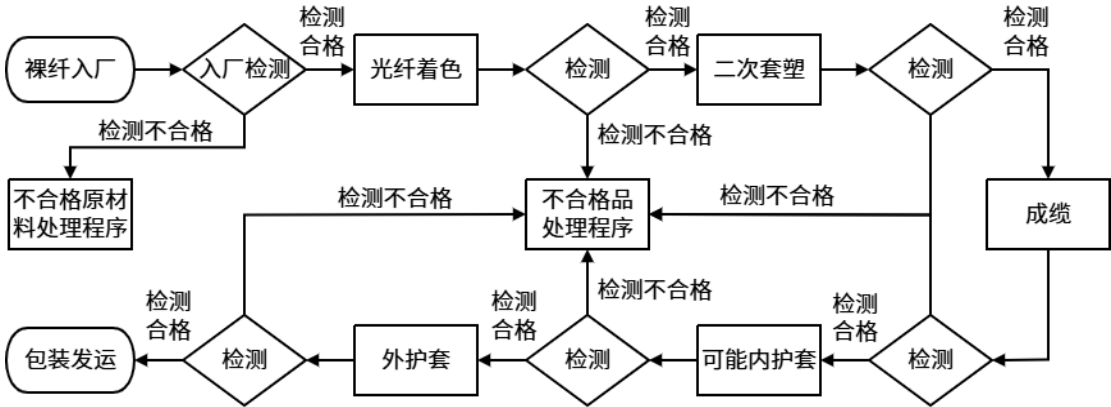 检测
合格
检测
合格
检测
合格
裸纤入厂
入厂检测
光纤着色
检测
二次套塑
检测
检测不合格
检测不合格
不合格原材
料处理程序
检测不合格
不合格品
处理程序
检测不合格
成缆
检测
合格
检测
合格
检测不合格
检测
合格
包装发运
检测
外护套
检测
可能内护套
检测